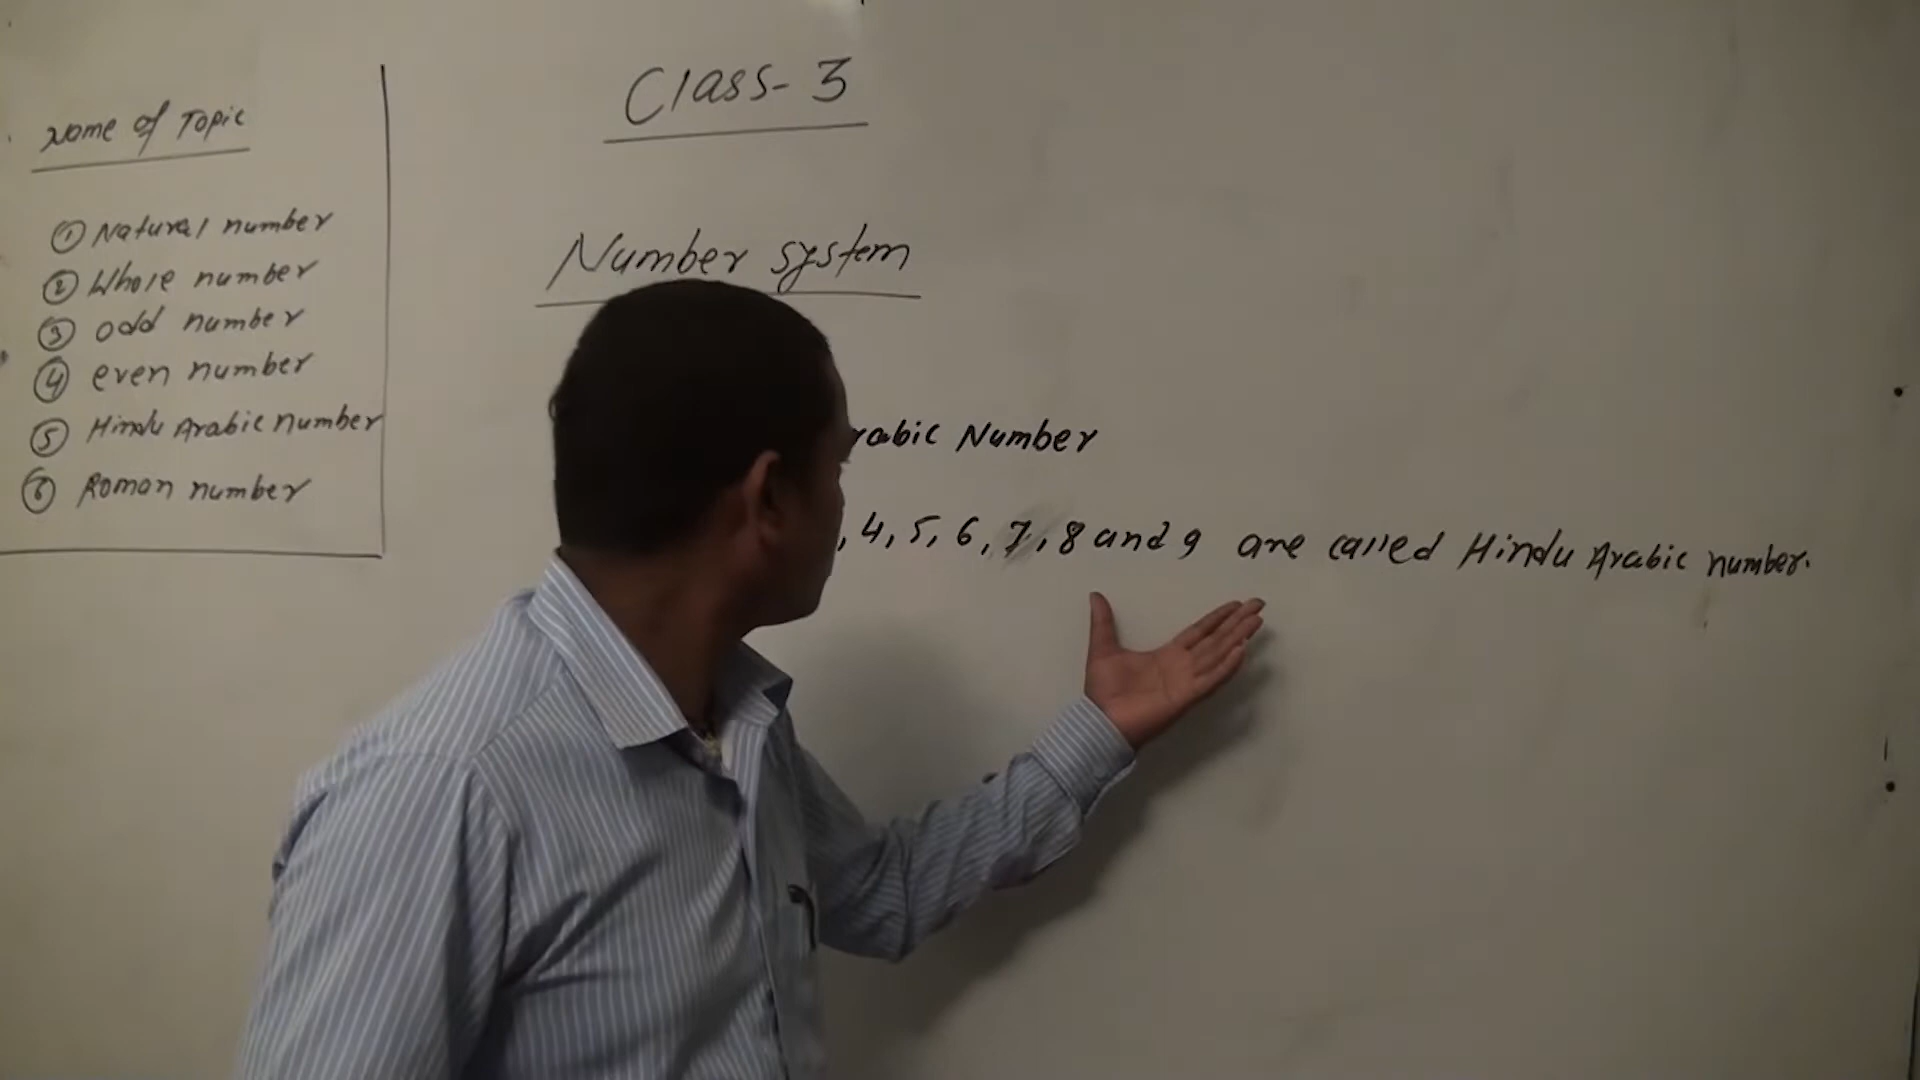 Name of Topic
① Natural number
② Whole number
③ odd number
④ even number
⑤ Hindu Arabic number
⑥ Roman number
Class-3
Number system
rabic Number
, 4, 5, 6, 7, 8 and 9 are called Hindu Arabic number.